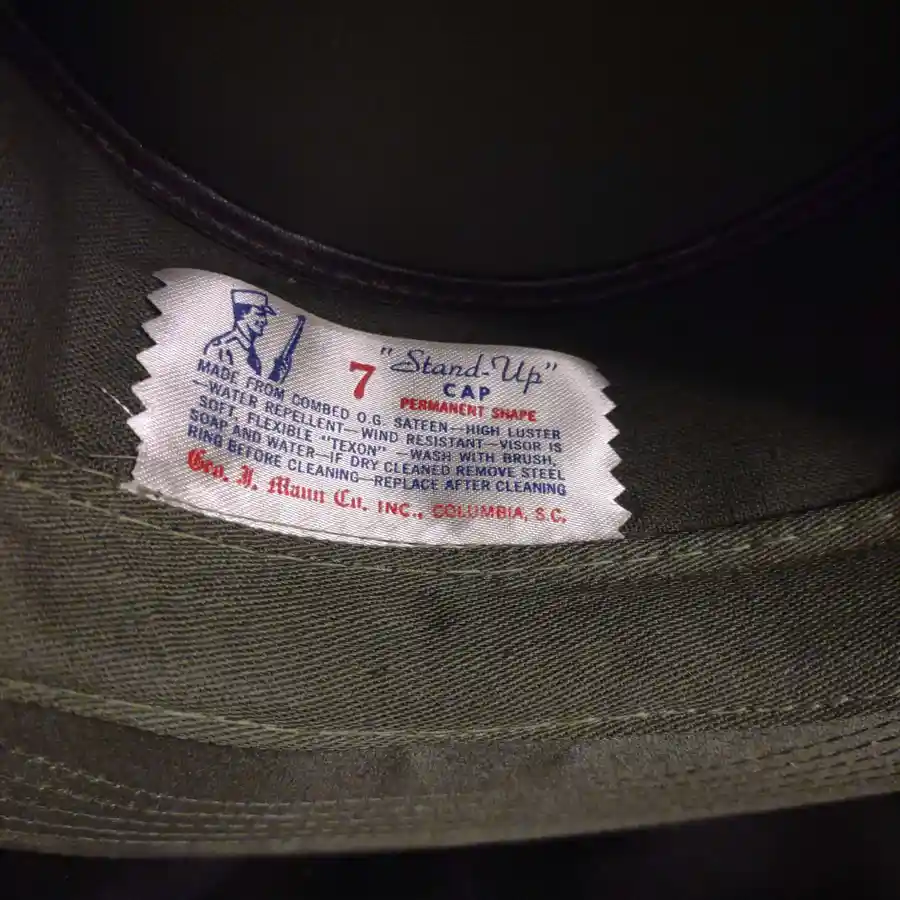 7 "Stand-Up"
CAP
PERMANENT SHAPE
MADE FROM COMBED O.G. SATEEN—HIGH LUSTER
—WATER REPELLENT—WIND RESISTANT—VISOR IS
SOFT, FLEXIBLE "TEXON" —WASH WITH BRUSH,
SOAP AND WATER—IF DRY CLEANED REMOVE STEEL
RING BEFORE CLEANING—REPLACE AFTER CLEANING
Geo. J. Mann Co. INC., COLUMBIA, S.C.